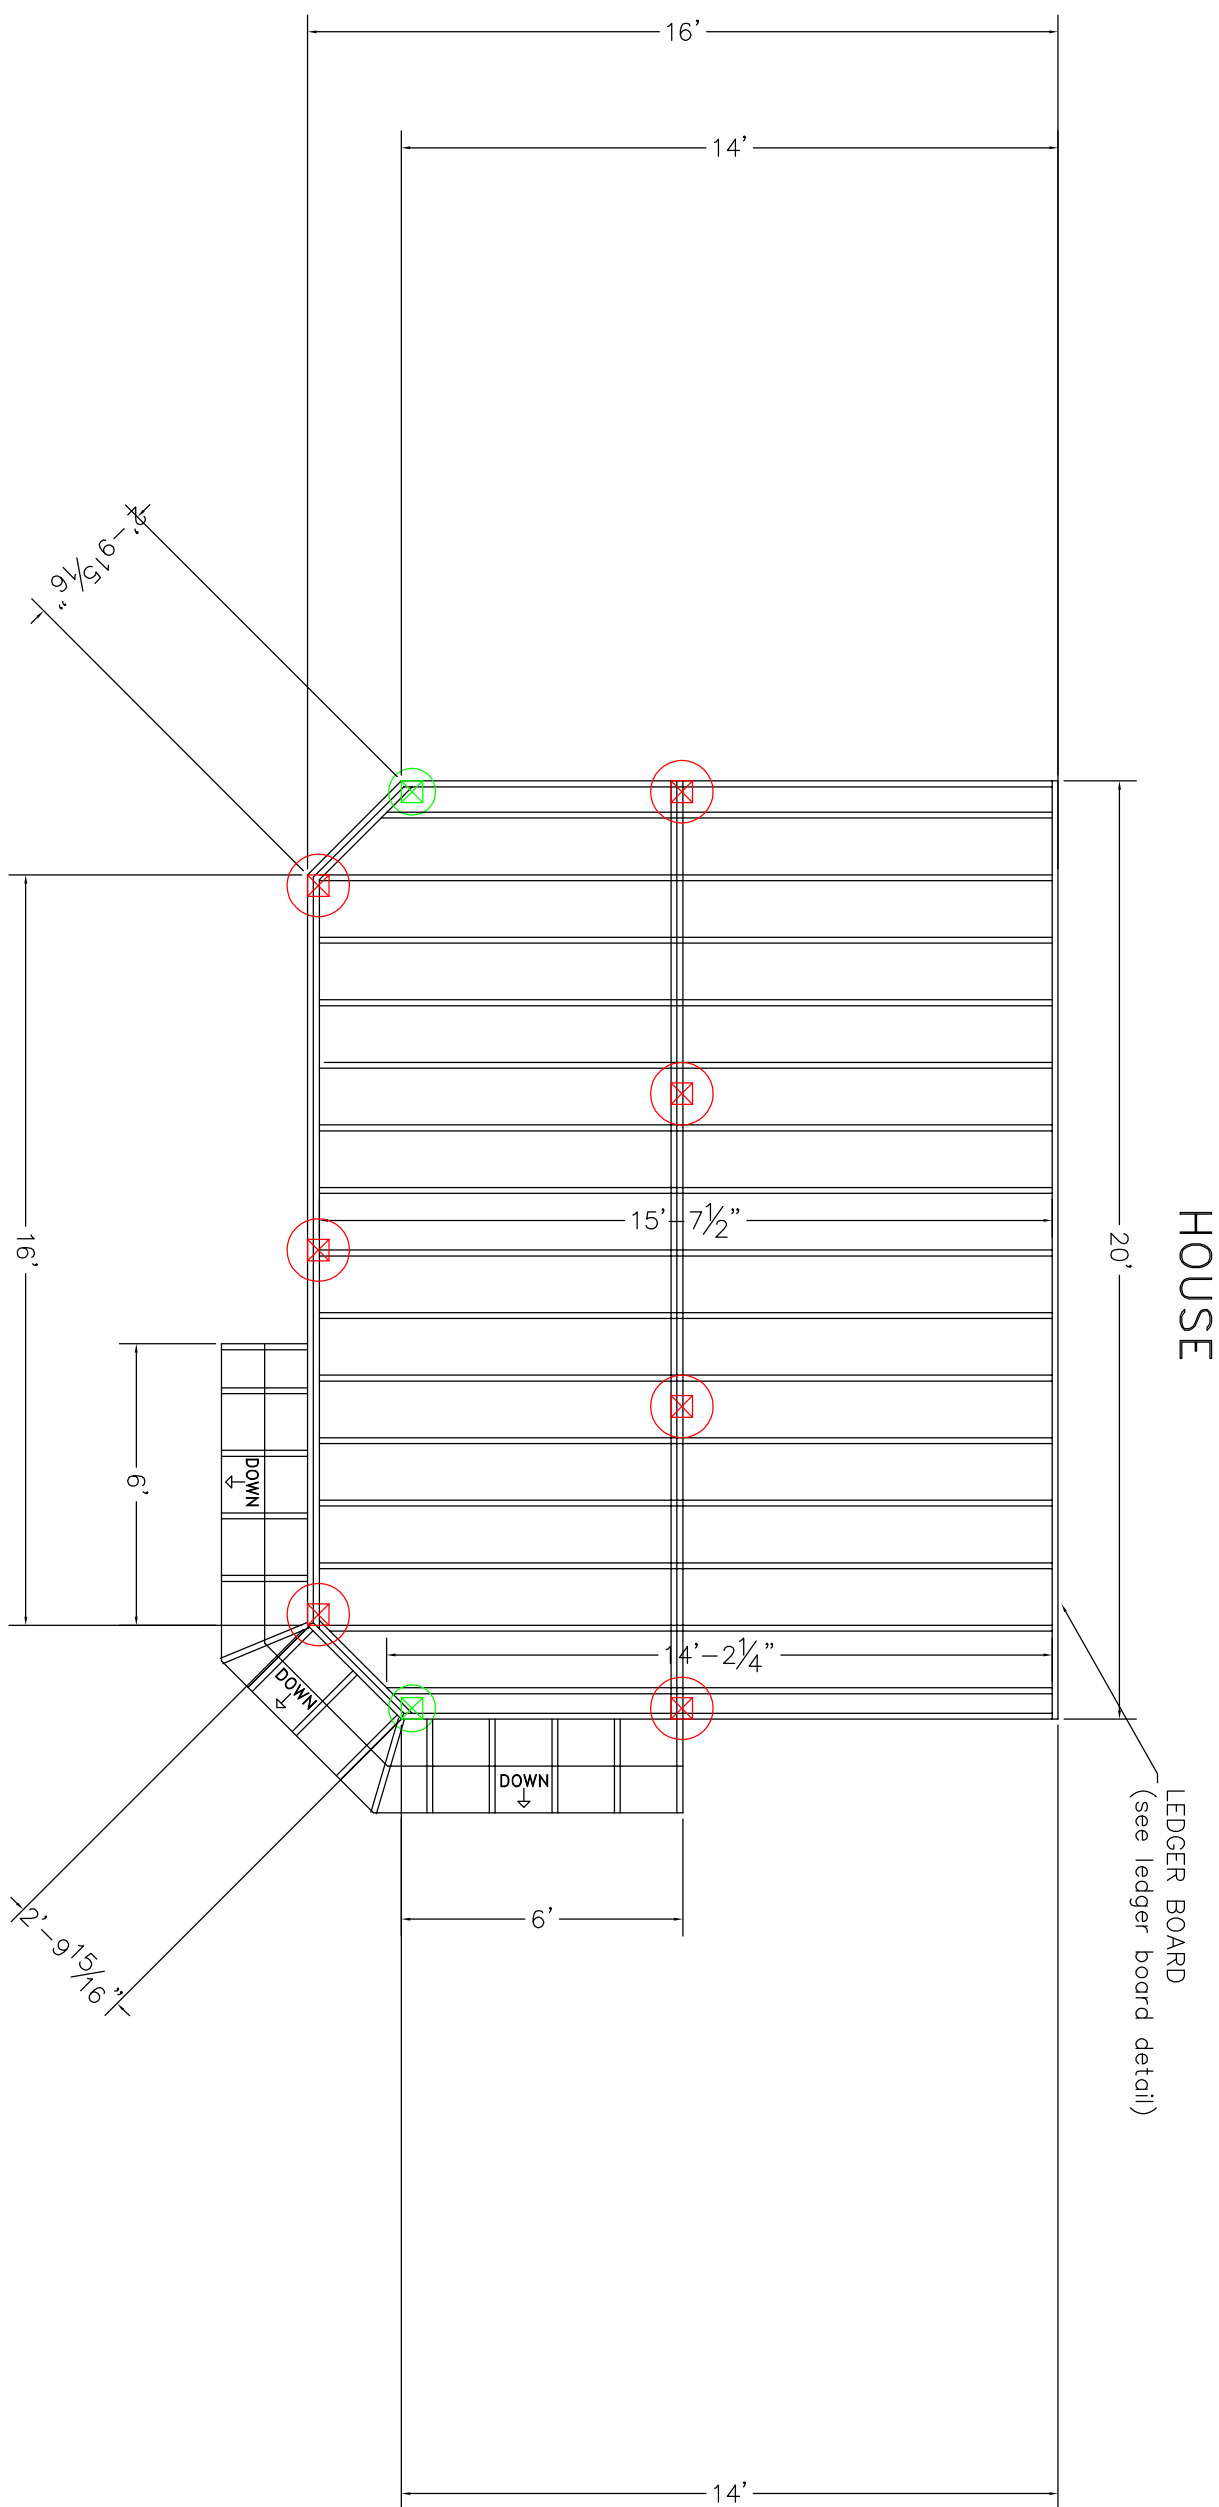 16'
14'
2'-9 15/16"
HOUSE
20'
15'-7 1/2"
16'
6'
DOWN
14'-2 1/4"
DOWN
DOWN
LEDGER BOARD
(see ledger board detail)
6'
2'-9 15/16"
14'